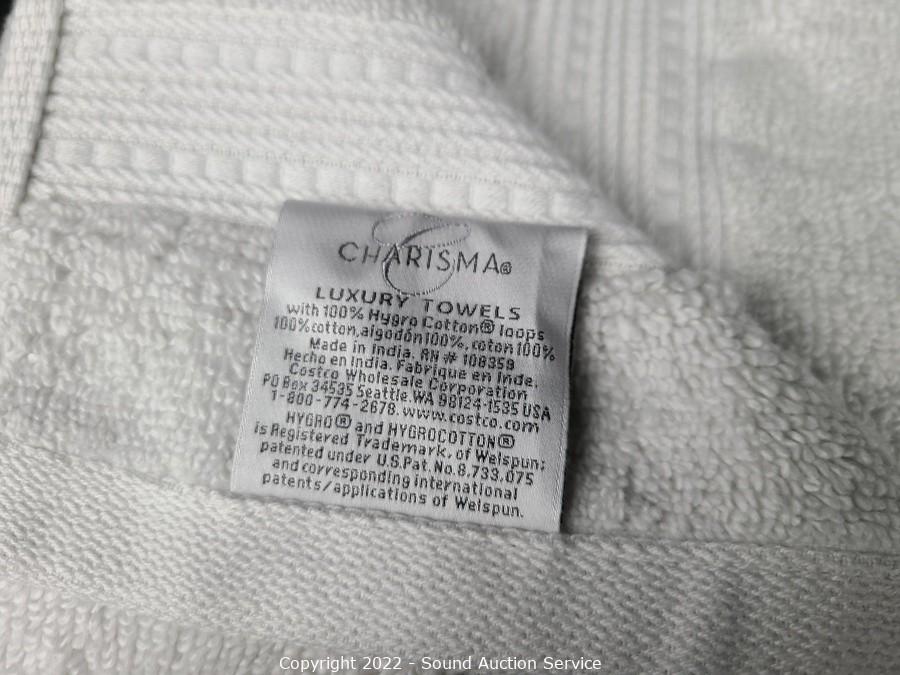 CHARISMA®
LUXURY TOWELS
with 100% Hygro Cotton® loops
100%cotton,algodón100%,coton100%
Made in India. RN # 108359
Hecho en India. Fabrique en Inde.
Costco Wholesale Corporation
PO Box 34535 Seattle.WA 98124-1535 USA
1-800-774-2678. www.costco.com
HYGRO® and HYGROCOTTON®
is Registered Trademark, of Welspun;
patented under U.S.Pat.No.8,733,075
and corresponding international
patents/applications of Welspun.
Copyright 2022 - Sound Auction Service